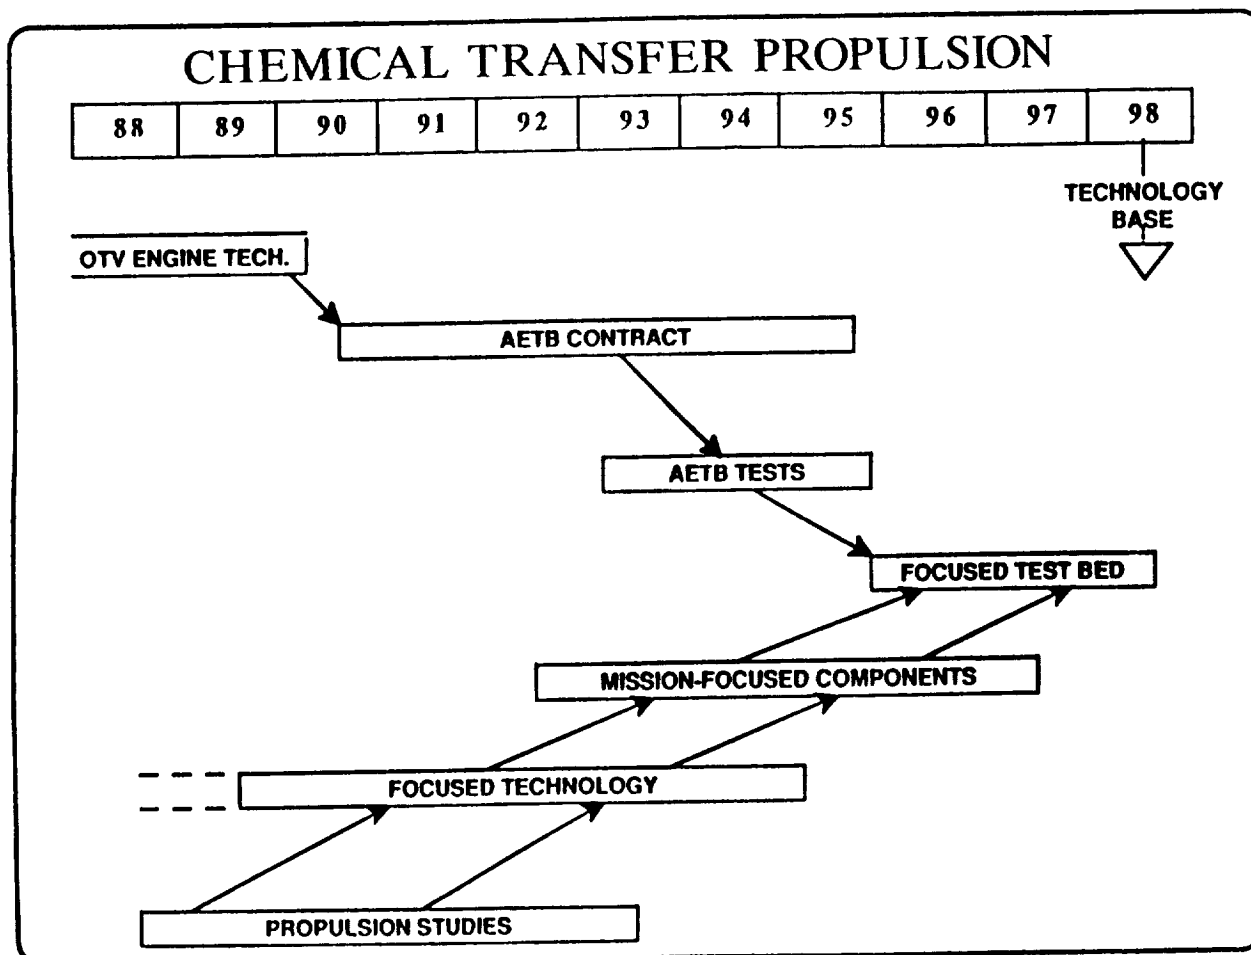 CHEMICAL TRANSFER PROPULSION
88 89 90 91 92 93 94 95 96 97 98
TECHNOLOGY
BASE
OTV ENGINE TECH.
AETB CONTRACT
AETB TESTS
FOCUSED TEST BED
MISSION-FOCUSED COMPONENTS
FOCUSED TECHNOLOGY
PROPULSION STUDIES